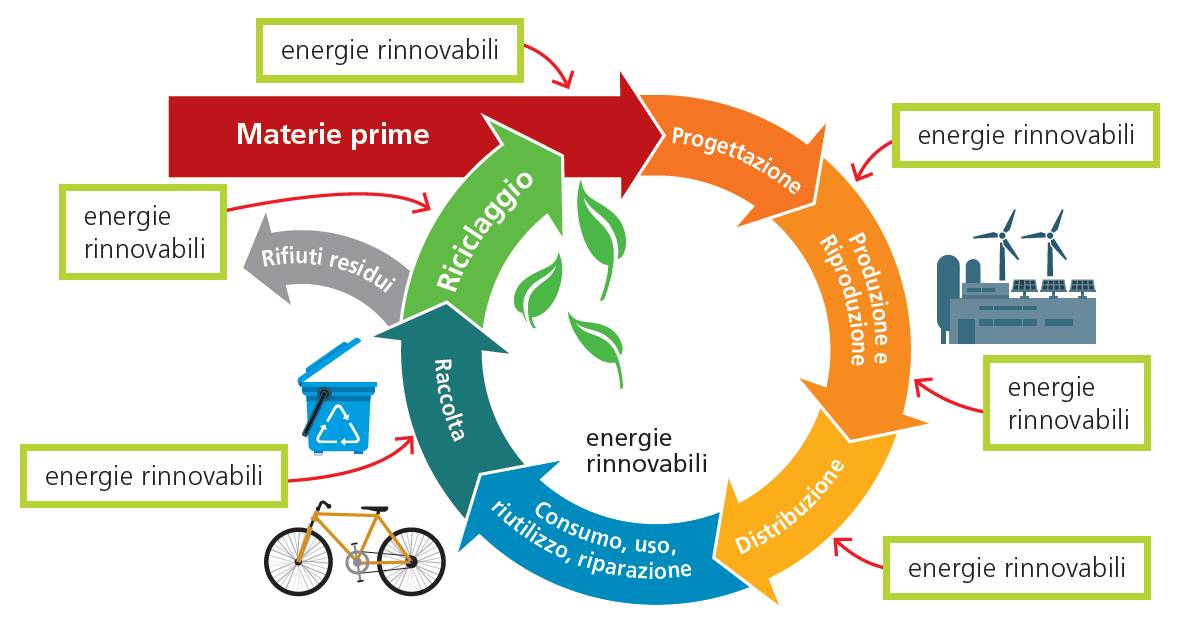 energie rinnovabili
Materie prime
Progettazione
energie rinnovabili
energie
rinnovabili
Rifiuti residui
Riciclaggio
Produzione e
Riproduzione
energie
rinnovabili
Raccolta
energie
rinnovabili
energie rinnovabili
Distribuzione
Consumo, uso,
riutilizzo, riparazione
energie rinnovabili